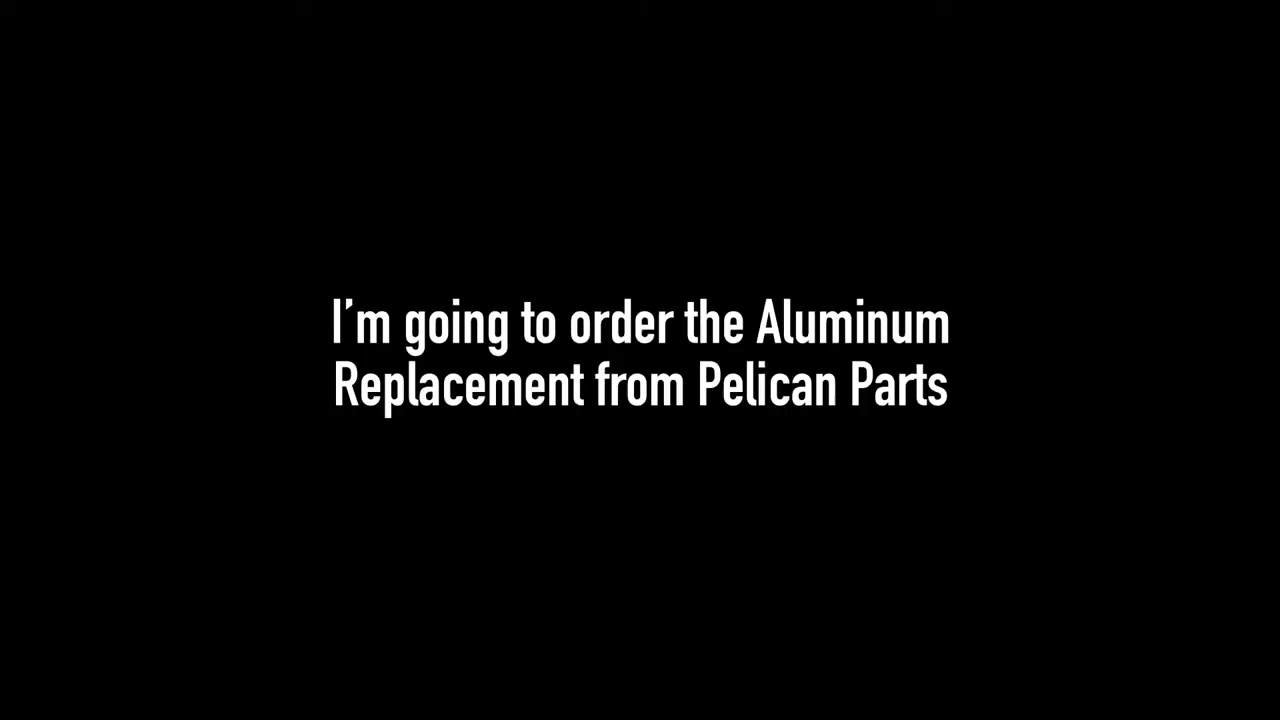 I’m going to order the Aluminum
Replacement from Pelican Parts